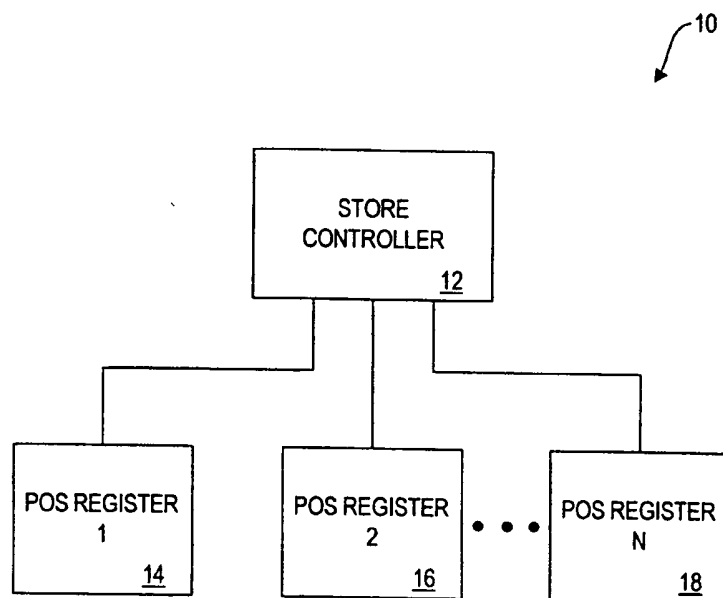 10
STORE
CONTROLLER
12
POS REGISTER
1
14
POS REGISTER
2
16
POS REGISTER
N
18